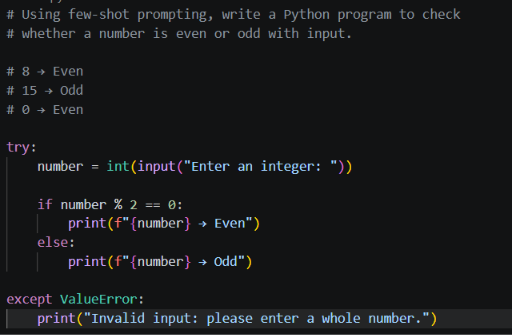 # Using few-shot prompting, write a Python program to check
# whether a number is even or odd with input.
# 8 → Even
# 15 → Odd
# 0 → Even
try:
    number = int(input("Enter an integer: "))
    if number % 2 == 0:
        print(f"{number} → Even")
    else:
        print(f"{number} → Odd")
except ValueError:
    print("Invalid input: please enter a whole number.")